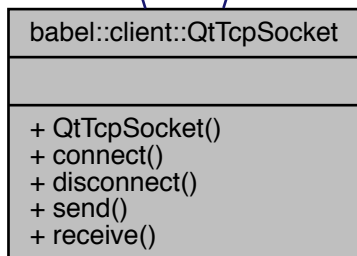 babel::client::QtTcpSocket
+ QtTcpSocket()
+ connect()
+ disconnect()
+ send()
+ receive()